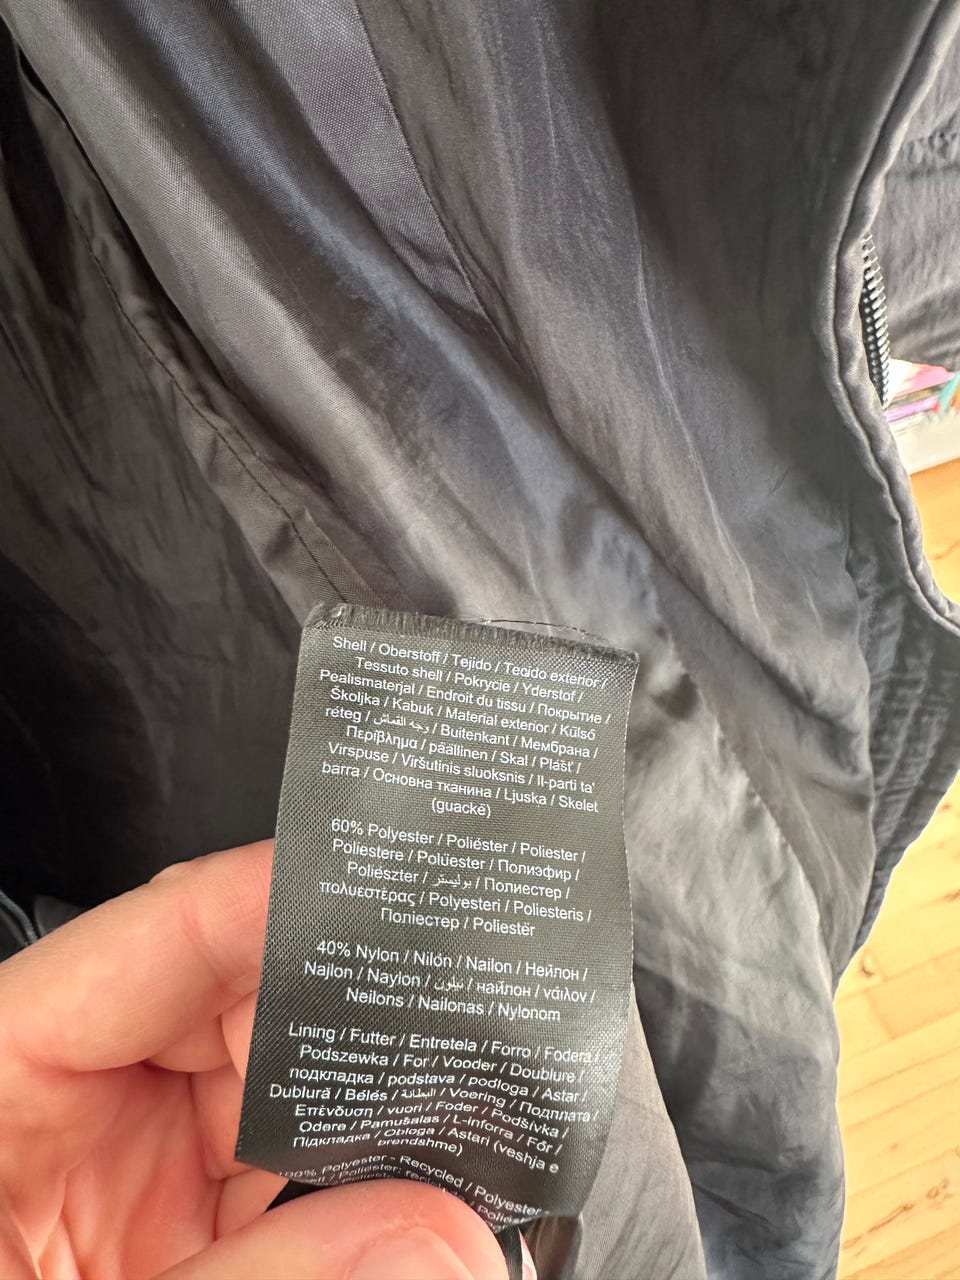 Shell / Oberstoff / Tejido / Tecido exterior /
Tessuto shell / Pokrycie / Yderstof /
Pealismaterjal / Endroit du tissu / Покрытие /
Školjka / Kabuk / Material exterior / Külső
réteg / وجه القماش / Buitenkant / Мембрана /
Περίβλημα / päällinen / Skal / Plášť /
Virspuse / Viršutinis sluoksnis / Il-parti ta'
barra / Основна тканина / Ljuska / Skelet
(guackë)
60% Polyester / Poliéster / Poliester /
Poliestere / Polüester / Полиэфир /
Poliészter / بوليستر / Полиестер /
πολυεστέρας / Polyesteri / Poliesteris /
Поліестер / Poliestër
40% Nylon / Nilón / Nailon / Нейлон /
Najlon / Naylon / نيلون / найлон / νάιλον /
Neilons / Nailonas / Nylonom
Lining / Futter / Entretela / Forro / Fodera /
Podszewka / For / Vooder / Doublure /
подкладка / podstava / podloga / Astar /
Dublură / Bélés / البطانة / Voering / Подплата /
Επένδυση / vuori / Foder / Podšívka /
Odere / Pamušalas / L-inforra / Fôr /
Підкладка / Obloga / Astari (veshja e
brendshme)
100% Polyester - Recycled / Polyester
/ Poliéster: